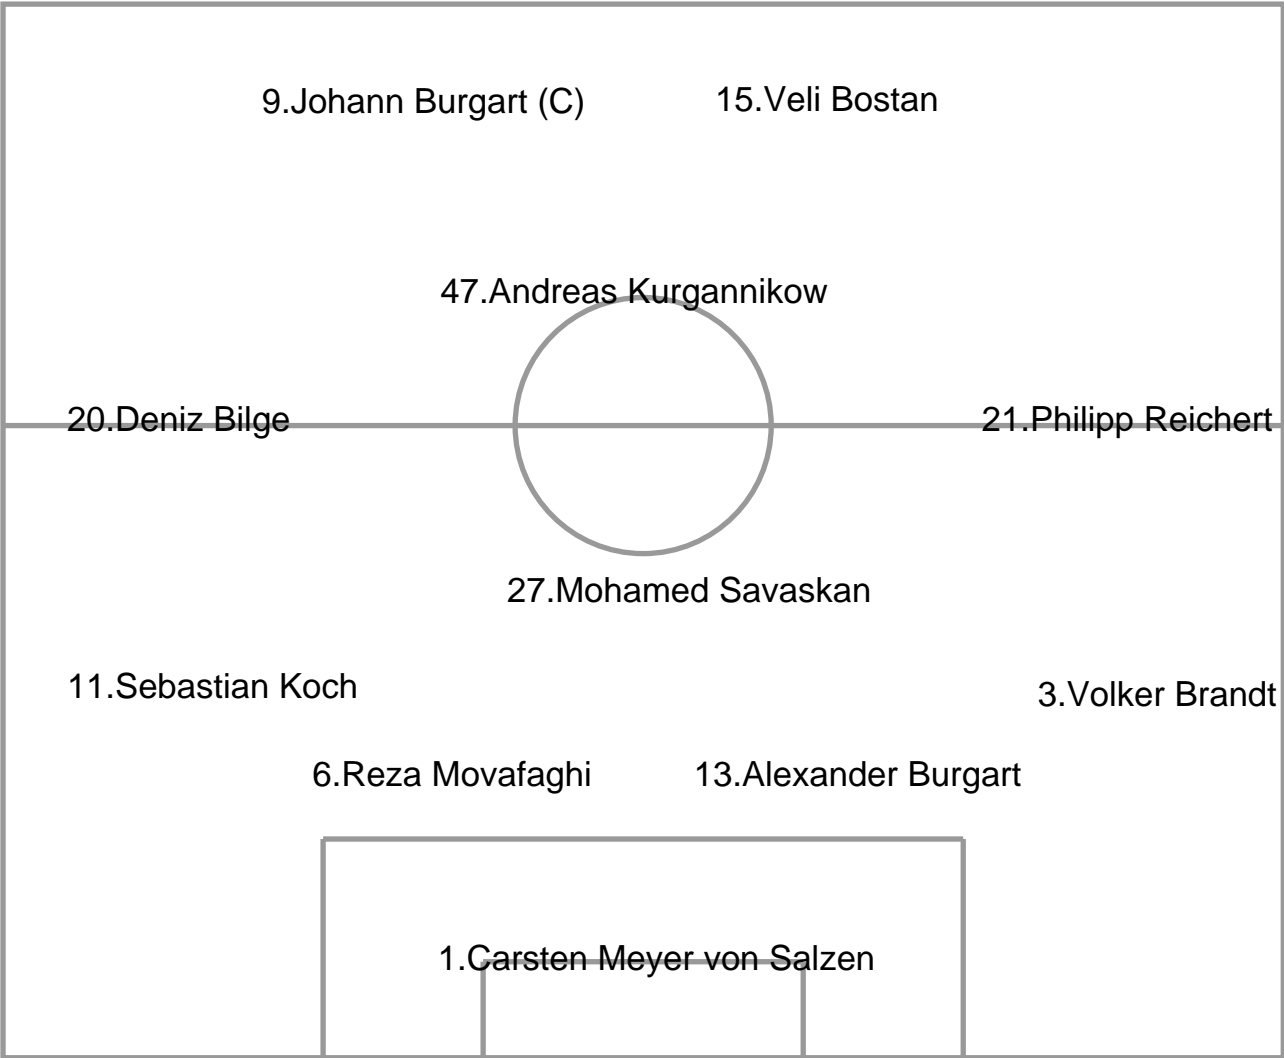 9.Johann Burgart (C)
15.Veli Bostan
47.Andreas Kurgannikow
20.Deniz Bilge
21.Philipp Reichert
27.Mohamed Savaskan
11.Sebastian Koch
3.Volker Brandt
6.Reza Movafaghi
13.Alexander Burgart
1.Carsten Meyer von Salzen